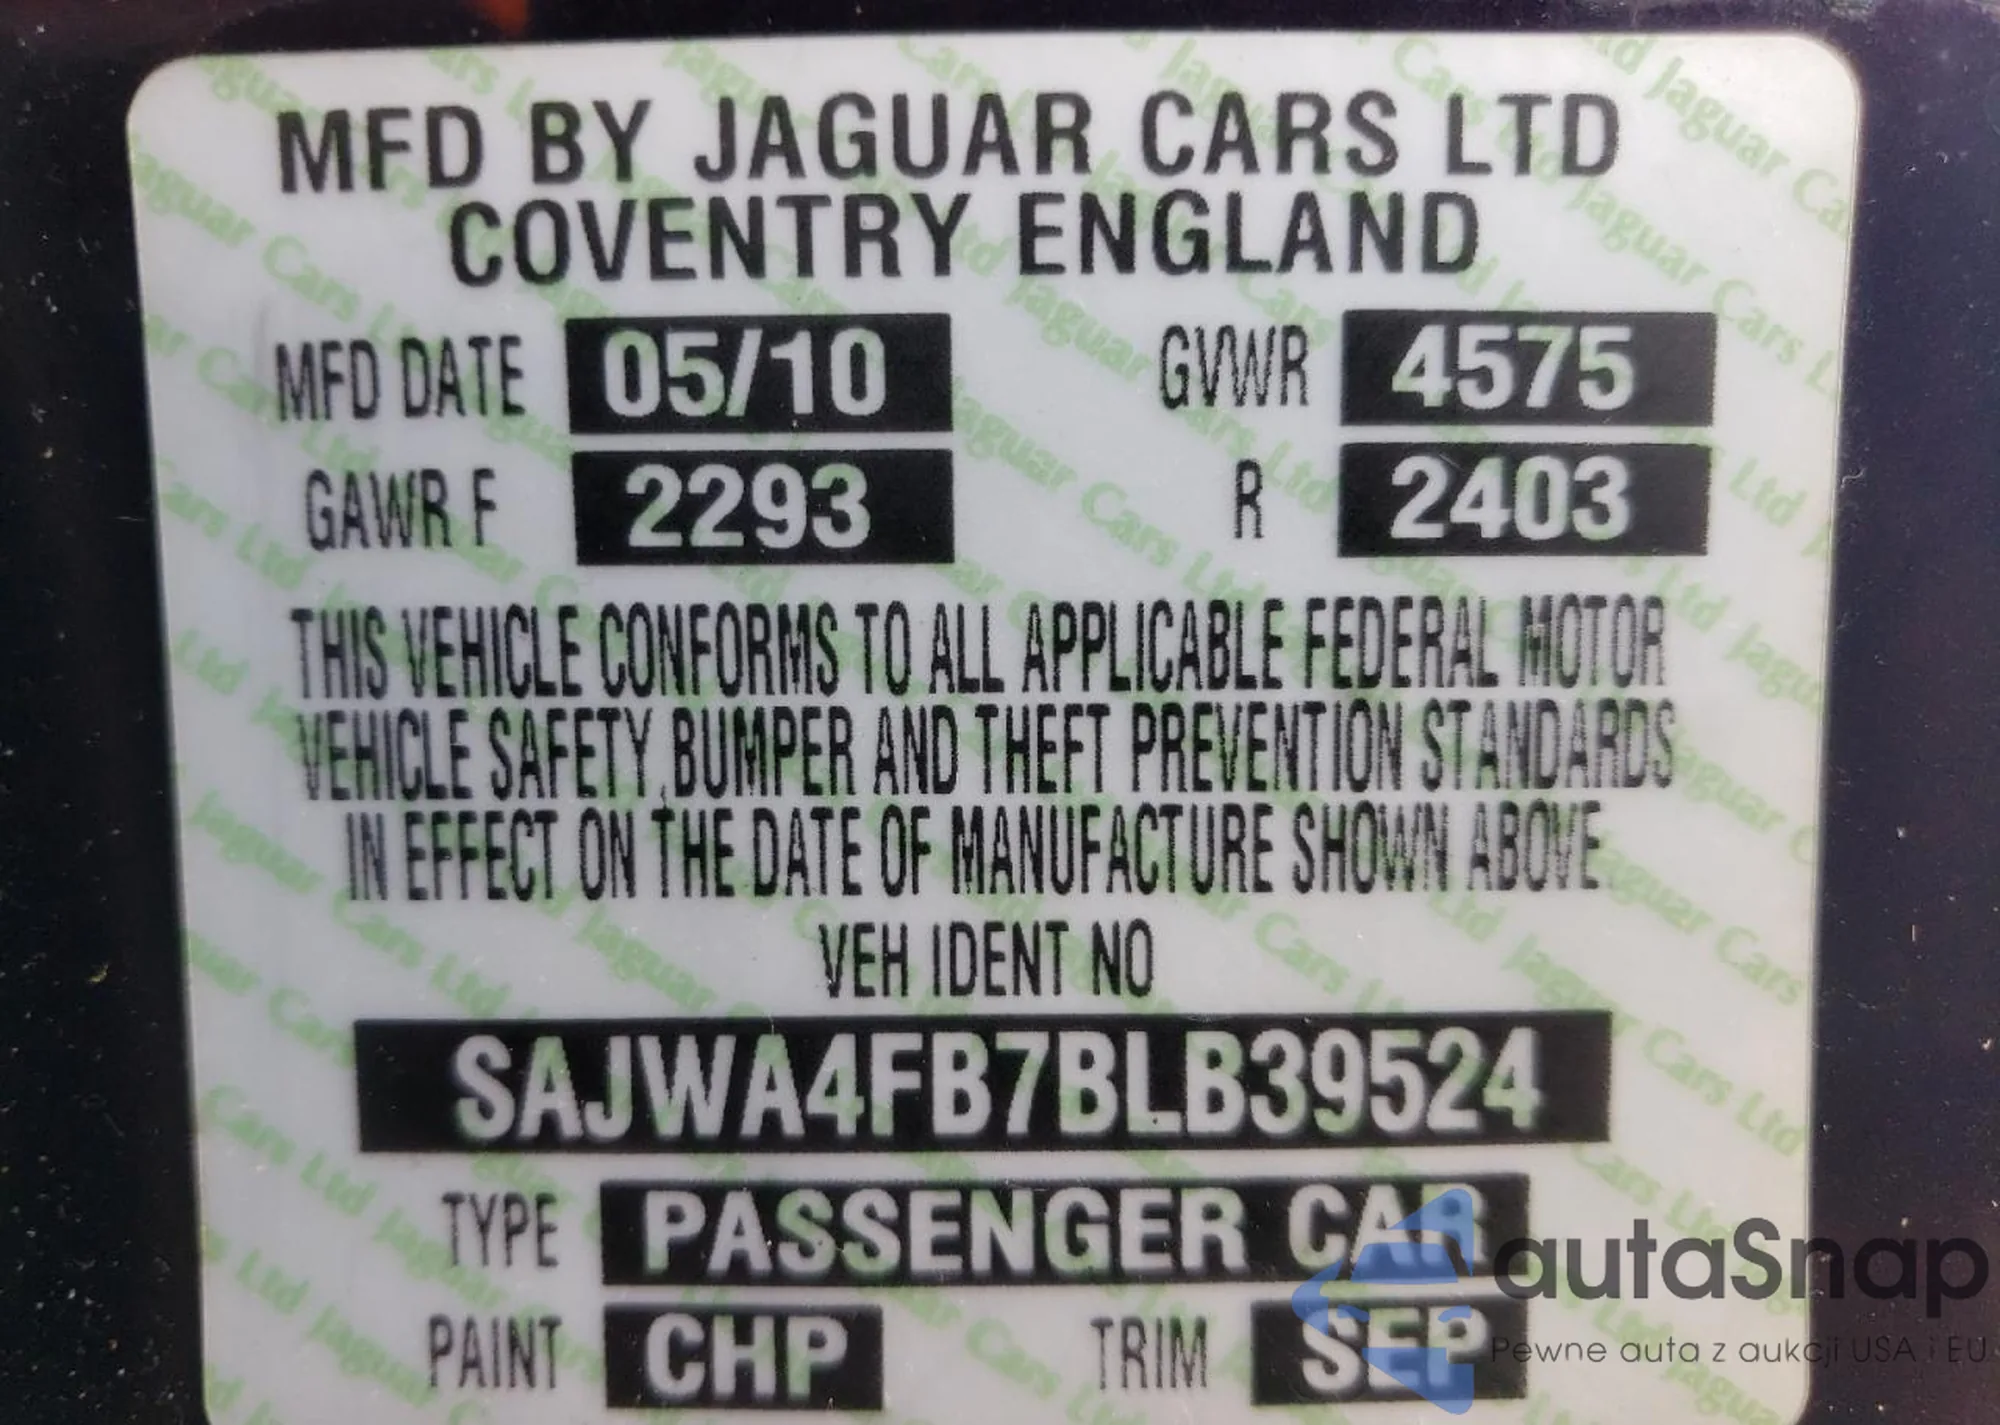 MFD BY JAGUAR CARS LTD
COVENTRY ENGLAND
MFD DATE 05/10 GVWR 4575
GAWR F 2293 R 2403
THIS VEHICLE CONFORMS TO ALL APPLICABLE FEDERAL MOTOR
VEHICLE SAFETY, BUMPER AND THEFT PREVENTION STANDARDS
IN EFFECT ON THE DATE OF MANUFACTURE SHOWN ABOVE
VEH IDENT NO
SAJWA4FB7BLB39524
TYPE PASSENGER CAR
PAINT CHP TRIM SEP
autaSnap
Pewne auta z aukcji USA i EU